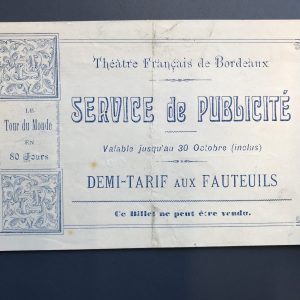 Théâtre Français de Bordeaux
SERVICE de PUBLICITÉ
Valable jusqu'au 30 Octobre (inclus)
DEMI-TARIF AUX FAUTEUILS
Ce Billet ne peut être vendu.
LE
Tour du Monde
EN
80 Jours